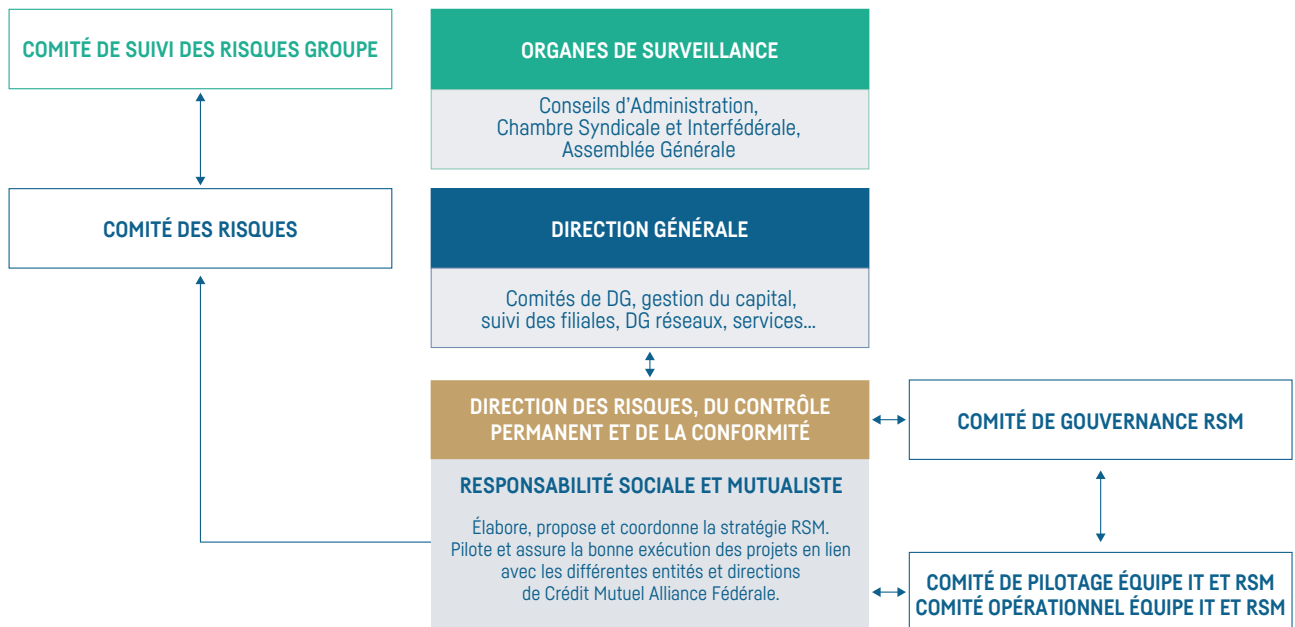 COMITÉ DE SUIVI DES RISQUES GROUPE
ORGANES DE SURVEILLANCE
Conseils d'Administration,
Chambre Syndicale et Interfédérale,
Assemblée Générale
COMITÉ DES RISQUES
DIRECTION GÉNÉRALE
Comités de DG, gestion du capital,
suivi des filiales, DG réseaux, services...
DIRECTION DES RISQUES, DU CONTRÔLE
PERMANENT ET DE LA CONFORMITÉ
COMITÉ DE GOUVERNANCE RSM
RESPONSABILITÉ SOCIALE ET MUTUALISTE
Élabore, propose et coordonne la stratégie RSM.
Pilote et assure la bonne exécution des projets en lien
avec les différentes entités et directions
de Crédit Mutuel Alliance Fédérale.
COMITÉ DE PILOTAGE ÉQUIPE IT ET RSM
COMITÉ OPÉRATIONNEL ÉQUIPE IT ET RSM